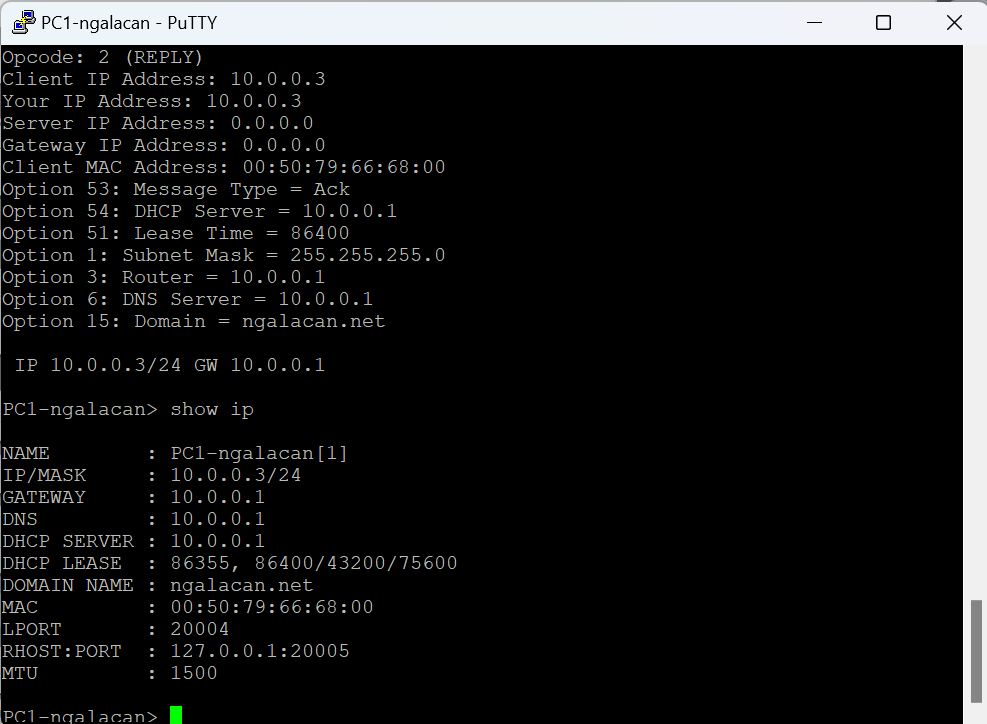 PC1-ngalacan - PuTTY
Opcode: 2 (REPLY)
Client IP Address: 10.0.0.3
Your IP Address: 10.0.0.3
Server IP Address: 0.0.0.0
Gateway IP Address: 0.0.0.0
Client MAC Address: 00:50:79:66:68:00
Option 53: Message Type = Ack
Option 54: DHCP Server = 10.0.0.1
Option 51: Lease Time = 86400
Option 1: Subnet Mask = 255.255.255.0
Option 3: Router = 10.0.0.1
Option 6: DNS Server = 10.0.0.1
Option 15: Domain = ngalacan.net
IP 10.0.0.3/24 GW 10.0.0.1
PC1-ngalacan> show ip
NAME        : PC1-ngalacan[1]
IP/MASK     : 10.0.0.3/24
GATEWAY     : 10.0.0.1
DNS         : 10.0.0.1
DHCP SERVER : 10.0.0.1
DHCP LEASE  : 86355, 86400/43200/75600
DOMAIN NAME : ngalacan.net
MAC         : 00:50:79:66:68:00
LPORT       : 20004
RHOST:PORT  : 127.0.0.1:20005
MTU         : 1500
PC1-ngalacan>